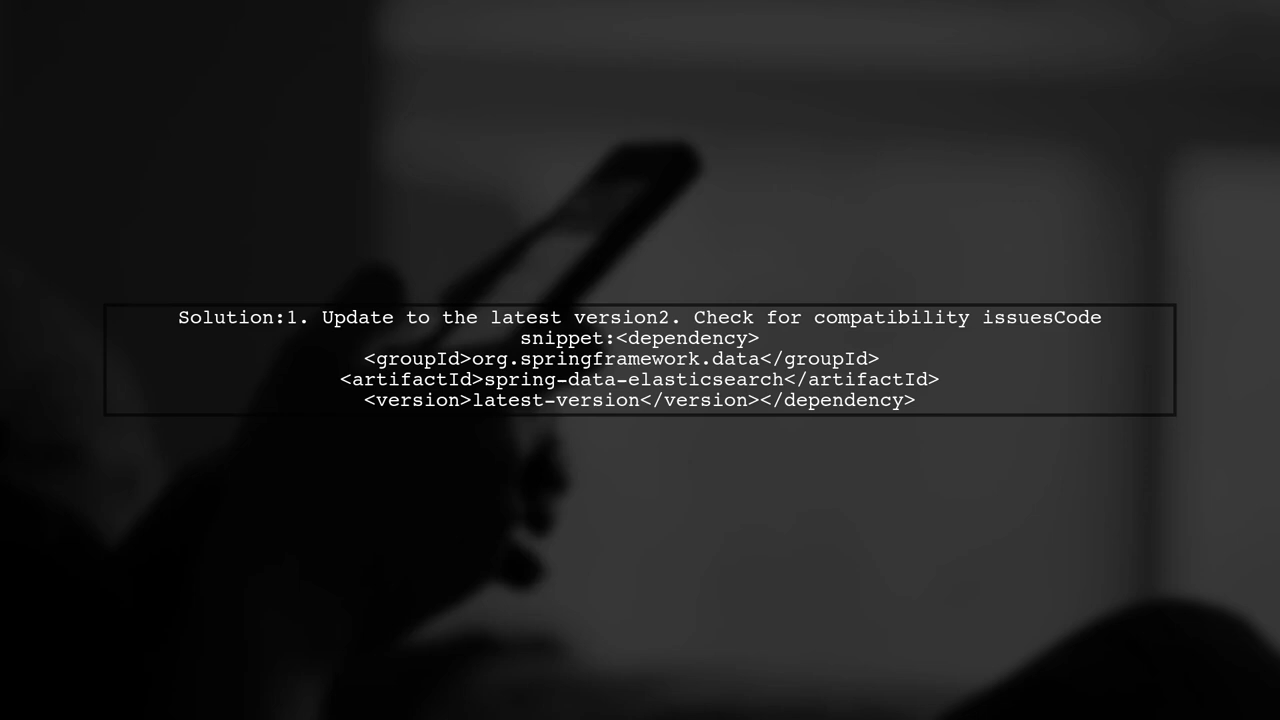 Solution:1. Update to the latest version2. Check for compatibility issuesCode
snippet:<dependency>
<groupId>org.springframework.data</groupId>
<artifactId>spring-data-elasticsearch</artifactId>
<version>latest-version</version></dependency>